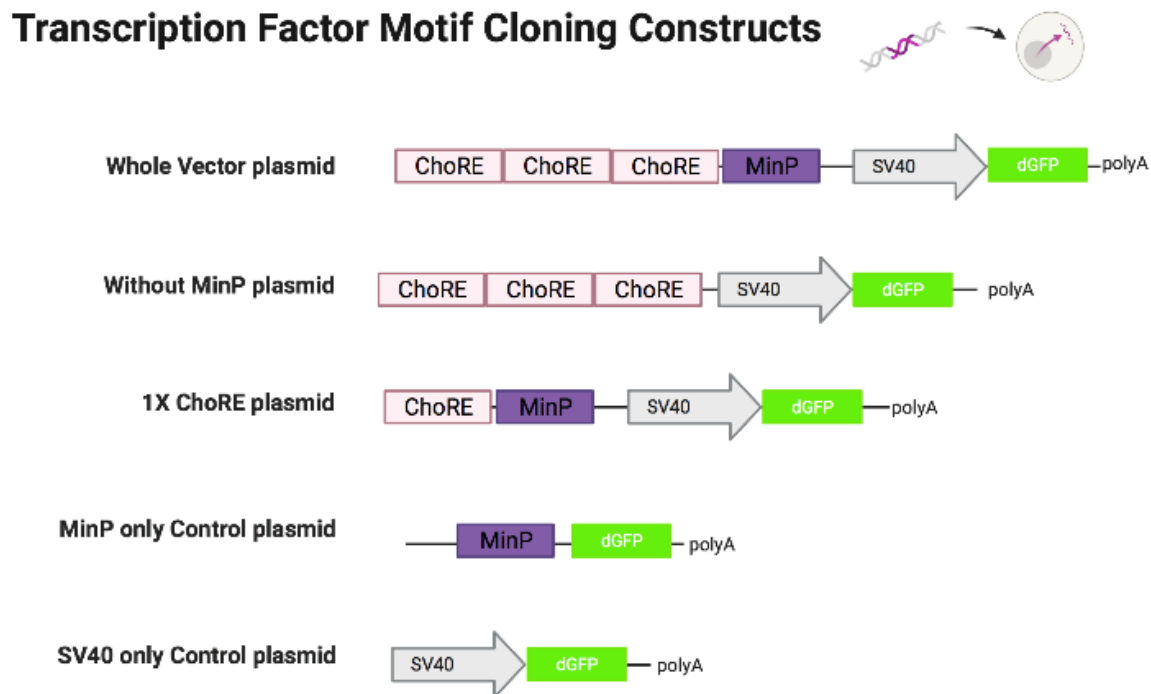 Transcription Factor Motif Cloning Constructs
Whole Vector plasmid ChoRE ChoRE ChoRE MinP SV40 dGFP polyA
Without MinP plasmid ChoRE ChoRE ChoRE SV40 dGFP polyA
1X ChoRE plasmid ChoRE MinP SV40 dGFP polyA
MinP only Control plasmid MinP dGFP polyA
SV40 only Control plasmid SV40 dGFP polyA